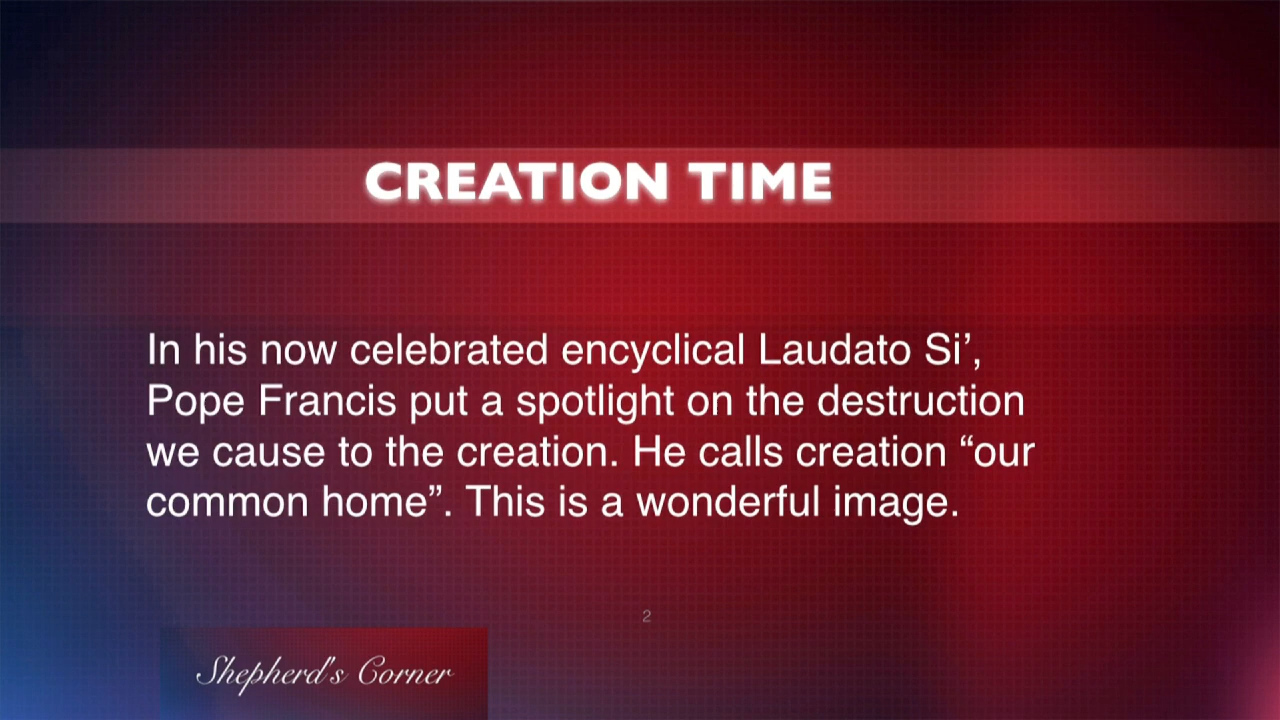 CREATION TIME
In his now celebrated encyclical Laudato Si’,
Pope Francis put a spotlight on the destruction
we cause to the creation. He calls creation “our
common home”. This is a wonderful image.
2
Shepherd's Corner